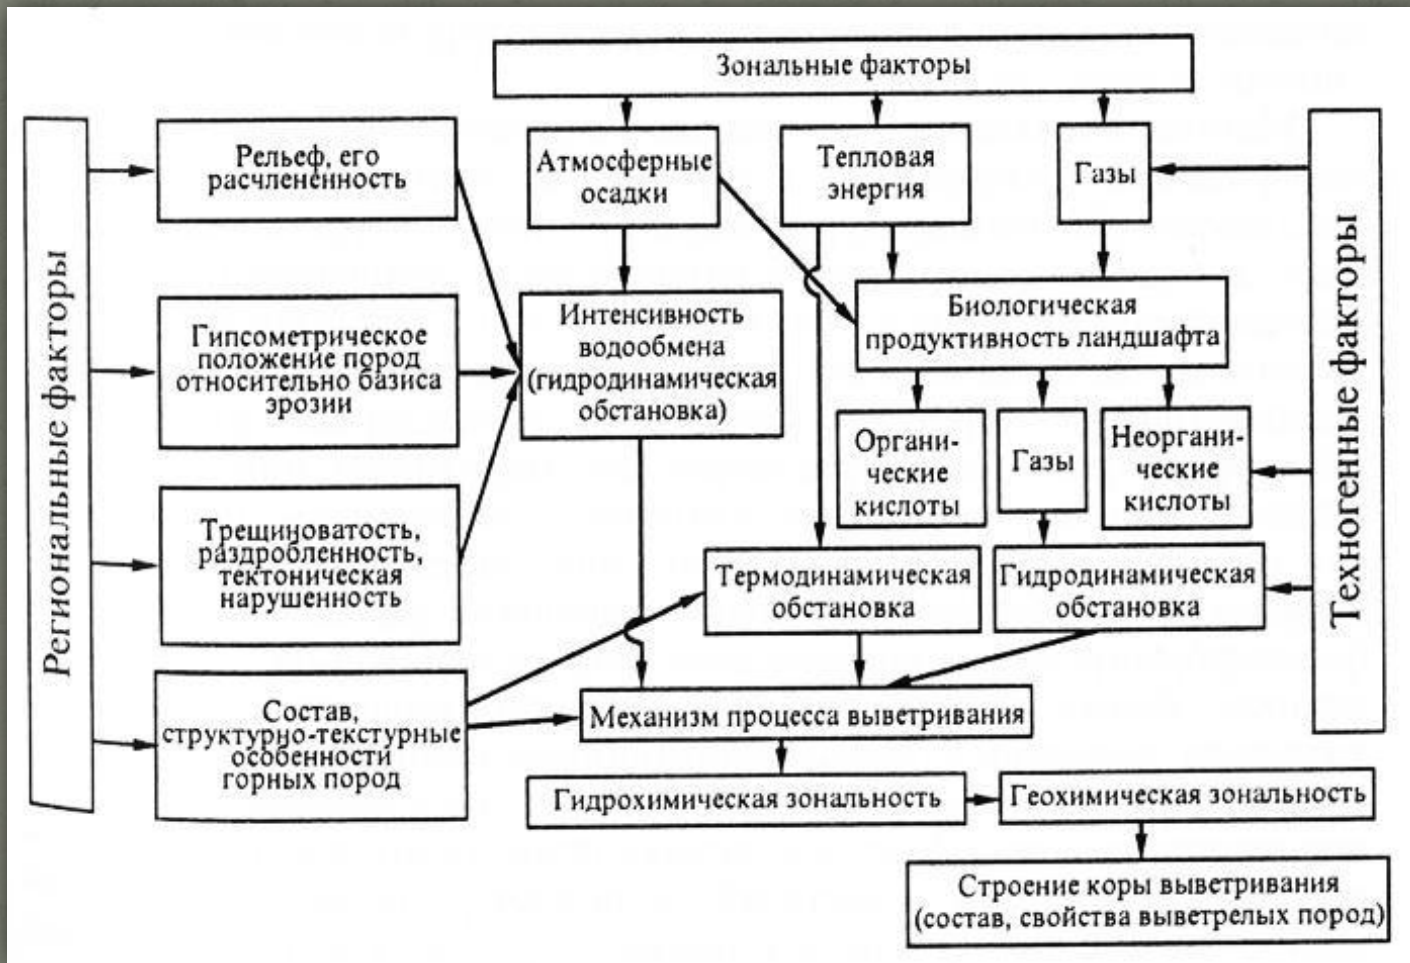 Зональные факторы
Региональные факторы
Рельеф, его
расчлененность
Атмосферные
осадки
Тепловая
энергия
Газы
Техногенные факторы
Гипсометрическое
положение пород
относительно базиса
эрозии
Интенсивность
водообмена
(гидродинамическая
обстановка)
Биологическая
продуктивность ландшафта
Органи-
ческие
кислоты
Газы
Неоргани-
ческие
кислоты
Трещиноватость,
раздробленность,
тектоническая
нарушенность
Термодинамическая
обстановка
Гидродинамическая
обстановка
Состав,
структурно-текстурные
особенности
горных пород
Механизм процесса выветривания
Гидрохимическая зональность
Геохимическая зональность
Строение коры выветривания
(состав, свойства выветрелых пород)